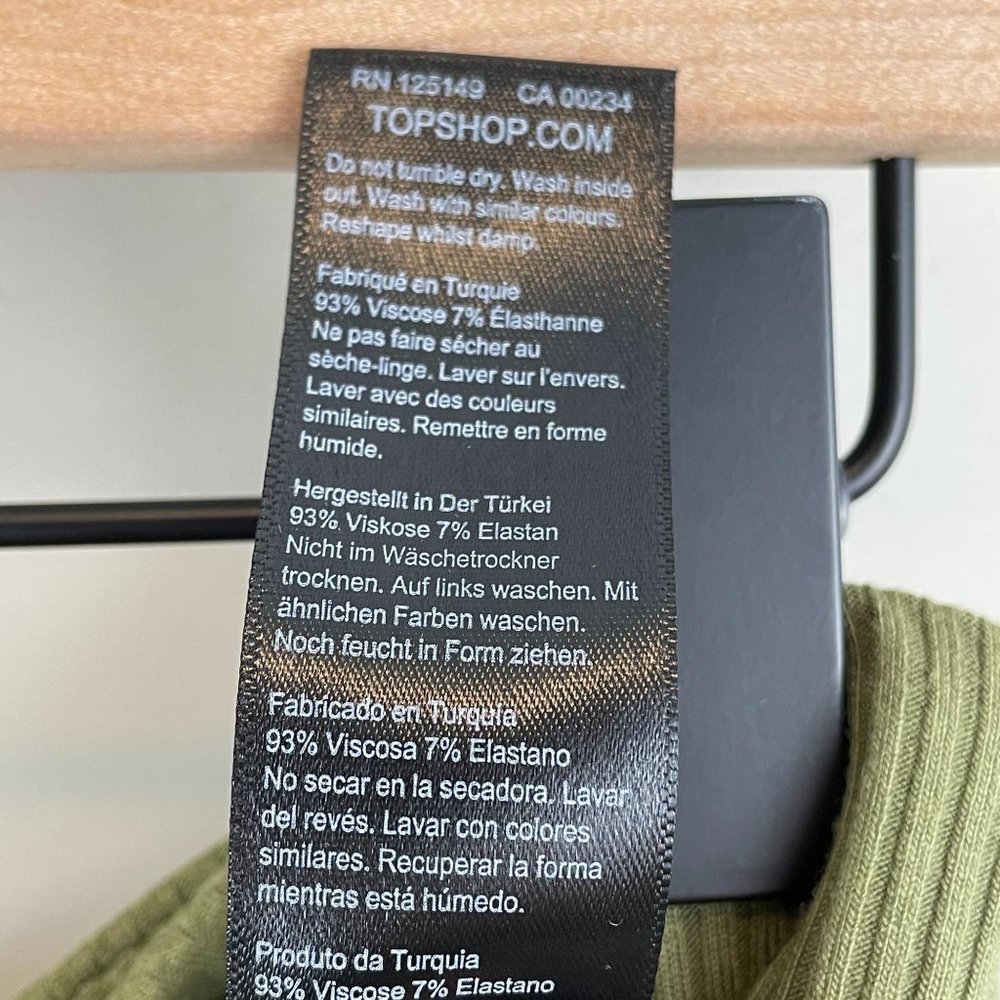 RN 125149 CA 00234
TOPSHOP.COM
Do not tumble dry. Wash inside
out. Wash with similar colours.
Reshape whilst damp.
Fabriqué en Turquie
93% Viscose 7% Élasthanne
Ne pas faire sécher au
sèche-linge. Laver sur l'envers.
Laver avec des couleurs
similaires. Remettre en forme
humide.
Hergestellt in Der Türkei
93% Viskose 7% Elastan
Nicht im Wäschetrockner
trocknen. Auf links waschen. Mit
ähnlichen Farben waschen.
Noch feucht in Form ziehen.
Fabricado en Turquia
93% Viscosa 7% Elastano
No secar en la secadora. Lavar
del revés. Lavar con colores
similares. Recuperar la forma
mientras está húmedo.
Produto da Turquia
93% Viscose 7% Elastano